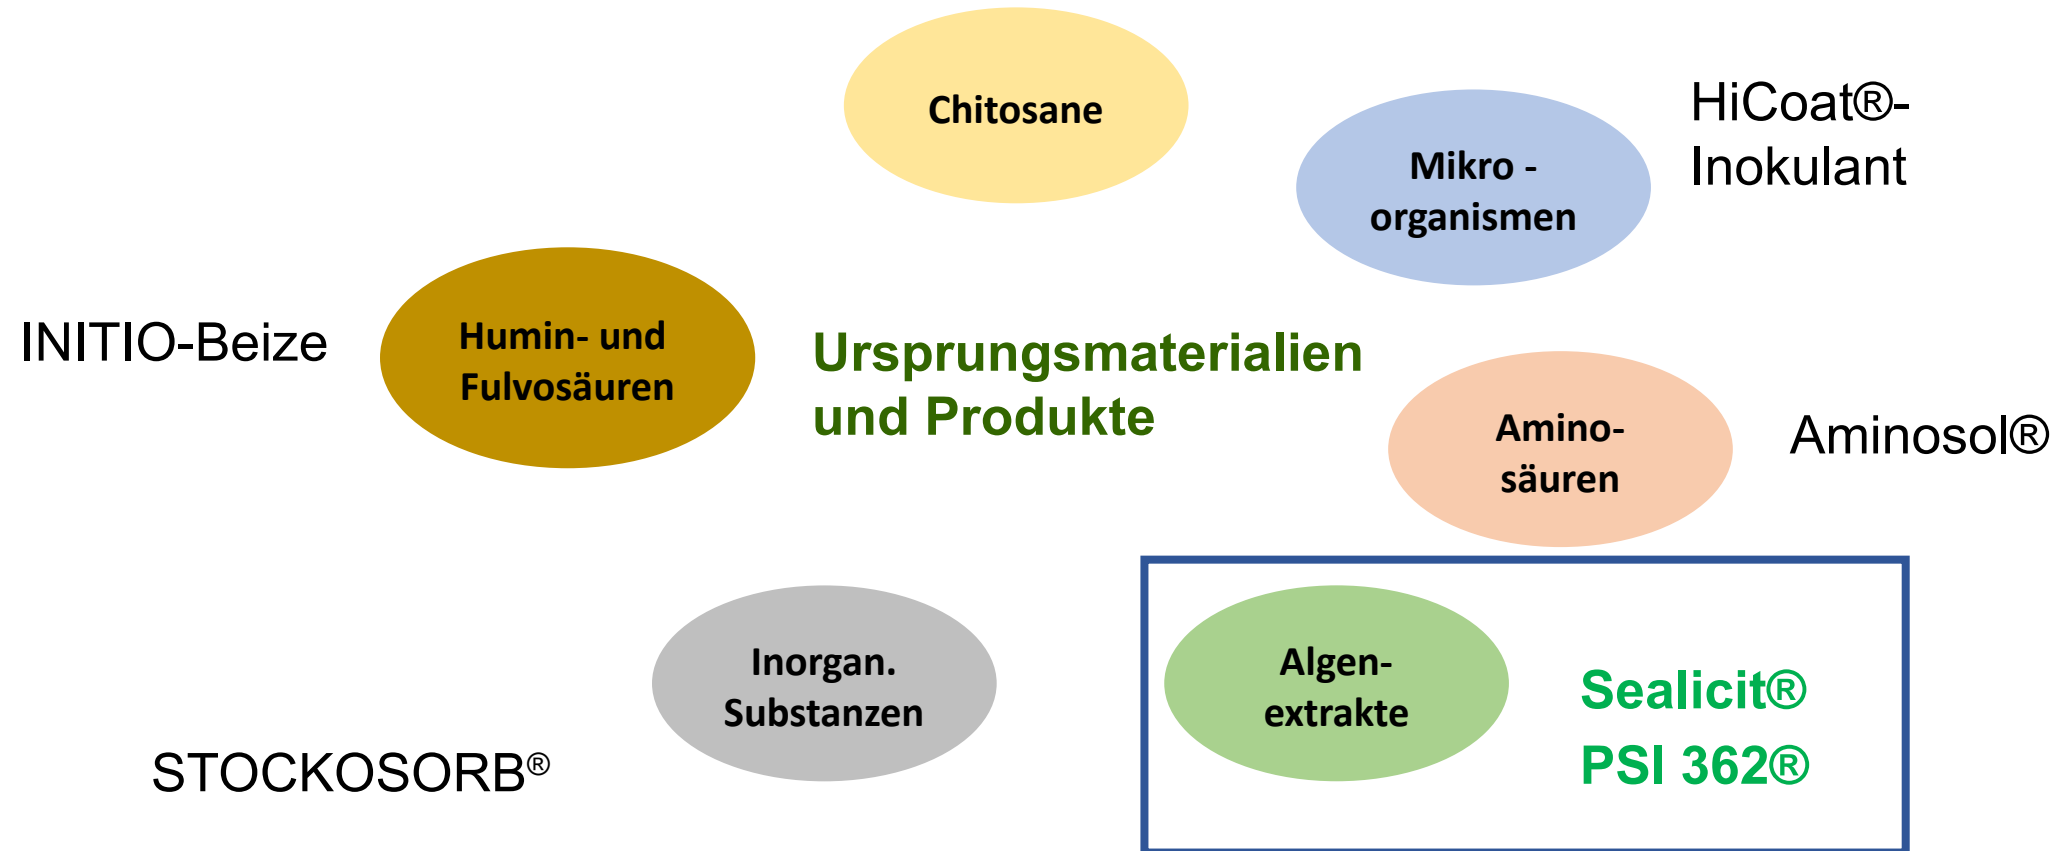 Chitosane
HiCoat®-
Inokulant
Mikro -
organismen
INITIO-Beize
Humin- und
Fulvosäuren
Ursprungsmaterialien
und Produkte
Amino-
säuren
Aminosol®
Inorgan.
Substanzen
STOCKOSORB®
Algen-
extrakte
Sealicit®
PSI 362®